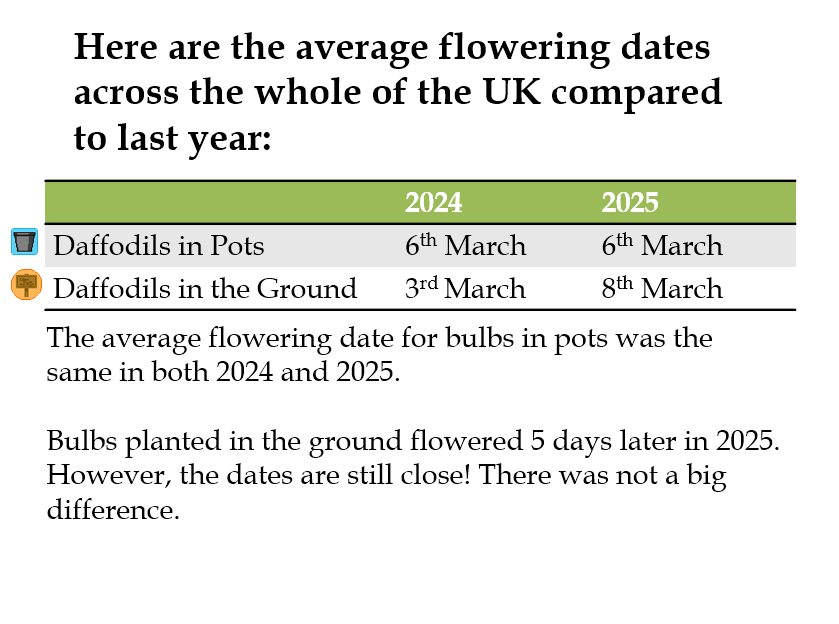 Here are the average flowering dates
across the whole of the UK compared
to last year:
2024 2025
Daffodils in Pots 6th March 6th March
Daffodils in the Ground 3rd March 8th March
The average flowering date for bulbs in pots was the
same in both 2024 and 2025.
Bulbs planted in the ground flowered 5 days later in 2025.
However, the dates are still close! There was not a big
difference.